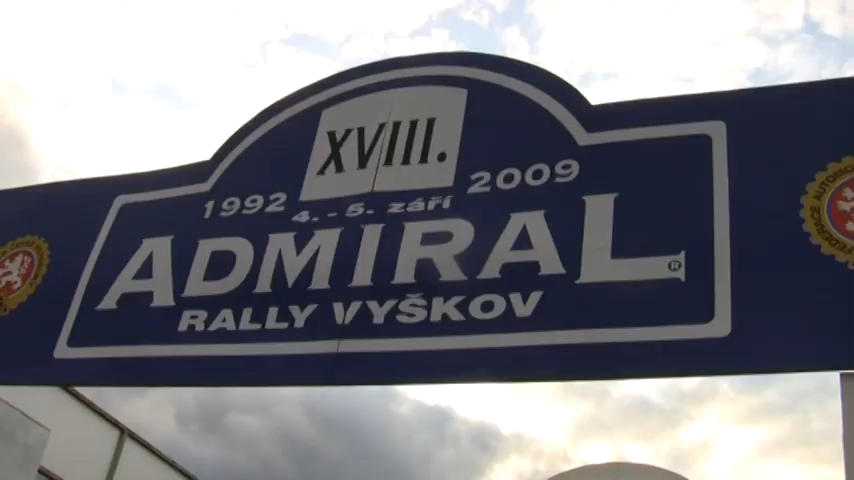 XVIII.
1992 4. - 5. září 2009
ADMIRAL®
RALLY VYŠKOV